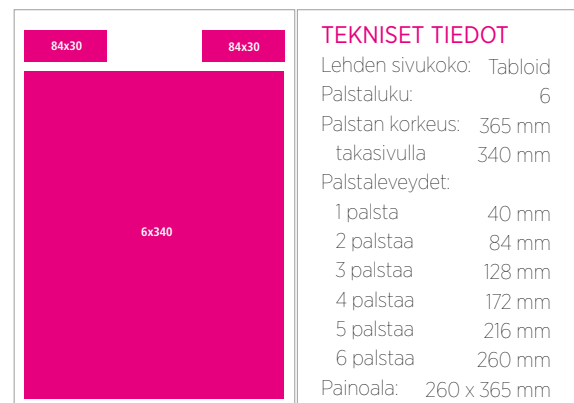 84x30
84x30
6x340
TEKNISET TIEDOT
Lehden sivukoko: Tabloid
Palstaluku: 6
Palstan korkeus: 365 mm
takasivulla 340 mm
Palstaleveydet:
1 palsta 40 mm
2 palstaa 84 mm
3 palstaa 128 mm
4 palstaa 172 mm
5 palstaa 216 mm
6 palstaa 260 mm
Painoala: 260 x 365 mm